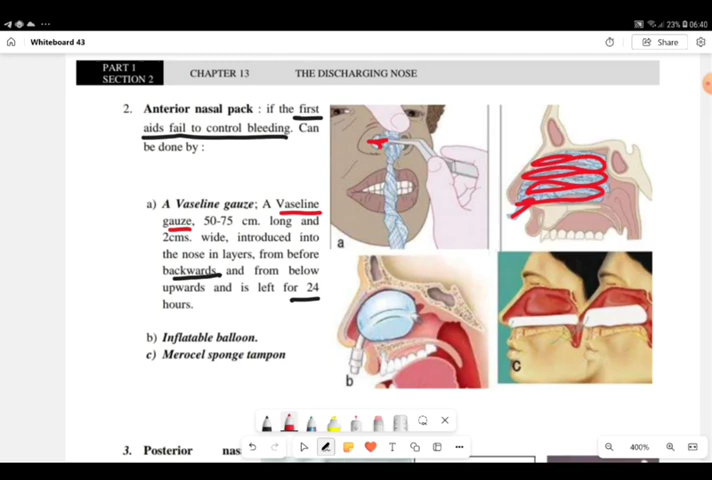 23% 06:40
Whiteboard 43
Share
PART 1
SECTION 2
CHAPTER 13
THE DISCHARGING NOSE
2. Anterior nasal pack : if the first
aids fail to control bleeding. Can
be done by :
a) A Vaseline gauze; A Vaseline
gauze, 50-75 cm. long and
2cms. wide, introduced into
the nose in layers, from before
backwards and from below
upwards and is left for 24
hours.
b) Inflatable balloon.
c) Merocel sponge tampon
a
b
C
3. Posterior nas
T
400%